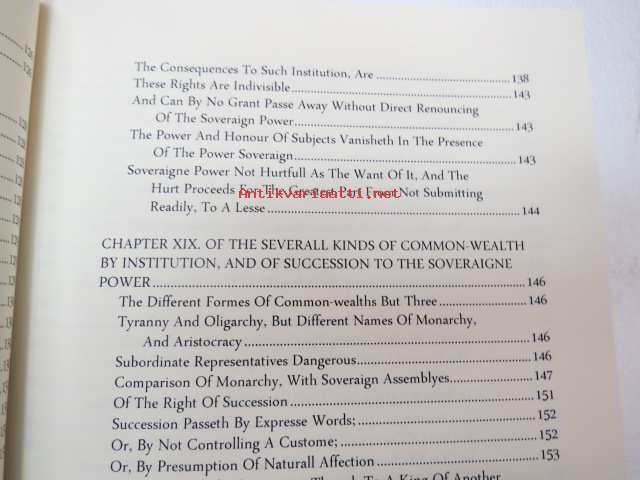 The Consequences To Such Institution, Are ........ 138
These Rights Are Indivisible ........ 143
And Can By No Grant Passe Away Without Direct Renouncing
Of The Soveraign Power ........ 143
The Power And Honour Of Subjects Vanisheth In The Presence
Of The Power Soveraign ........ 143
Soveraigne Power Not Hurtfull As The Want Of It, And The
Hurt Proceeds For The Greatest Part From Not Submitting
antikvariaatti.net
Readily, To A Lesse ........ 144
CHAPTER XIX. OF THE SEVERALL KINDS OF COMMON-WEALTH
BY INSTITUTION, AND OF SUCCESSION TO THE SOVERAIGNE
POWER ........ 146
The Different Formes Of Common-wealths But Three ........ 146
Tyranny And Oligarchy, But Different Names Of Monarchy,
And Aristocracy ........ 146
Subordinate Representatives Dangerous ........ 146
Comparison Of Monarchy, With Soveraign Assemblyes ........ 147
Of The Right Of Succession ........ 151
Succession Passeth By Expresse Words; ........ 152
Or, By Not Controlling A Custome; ........ 152
Or, By Presumption Of Naturall Affection ........ 153
To A King Of Another